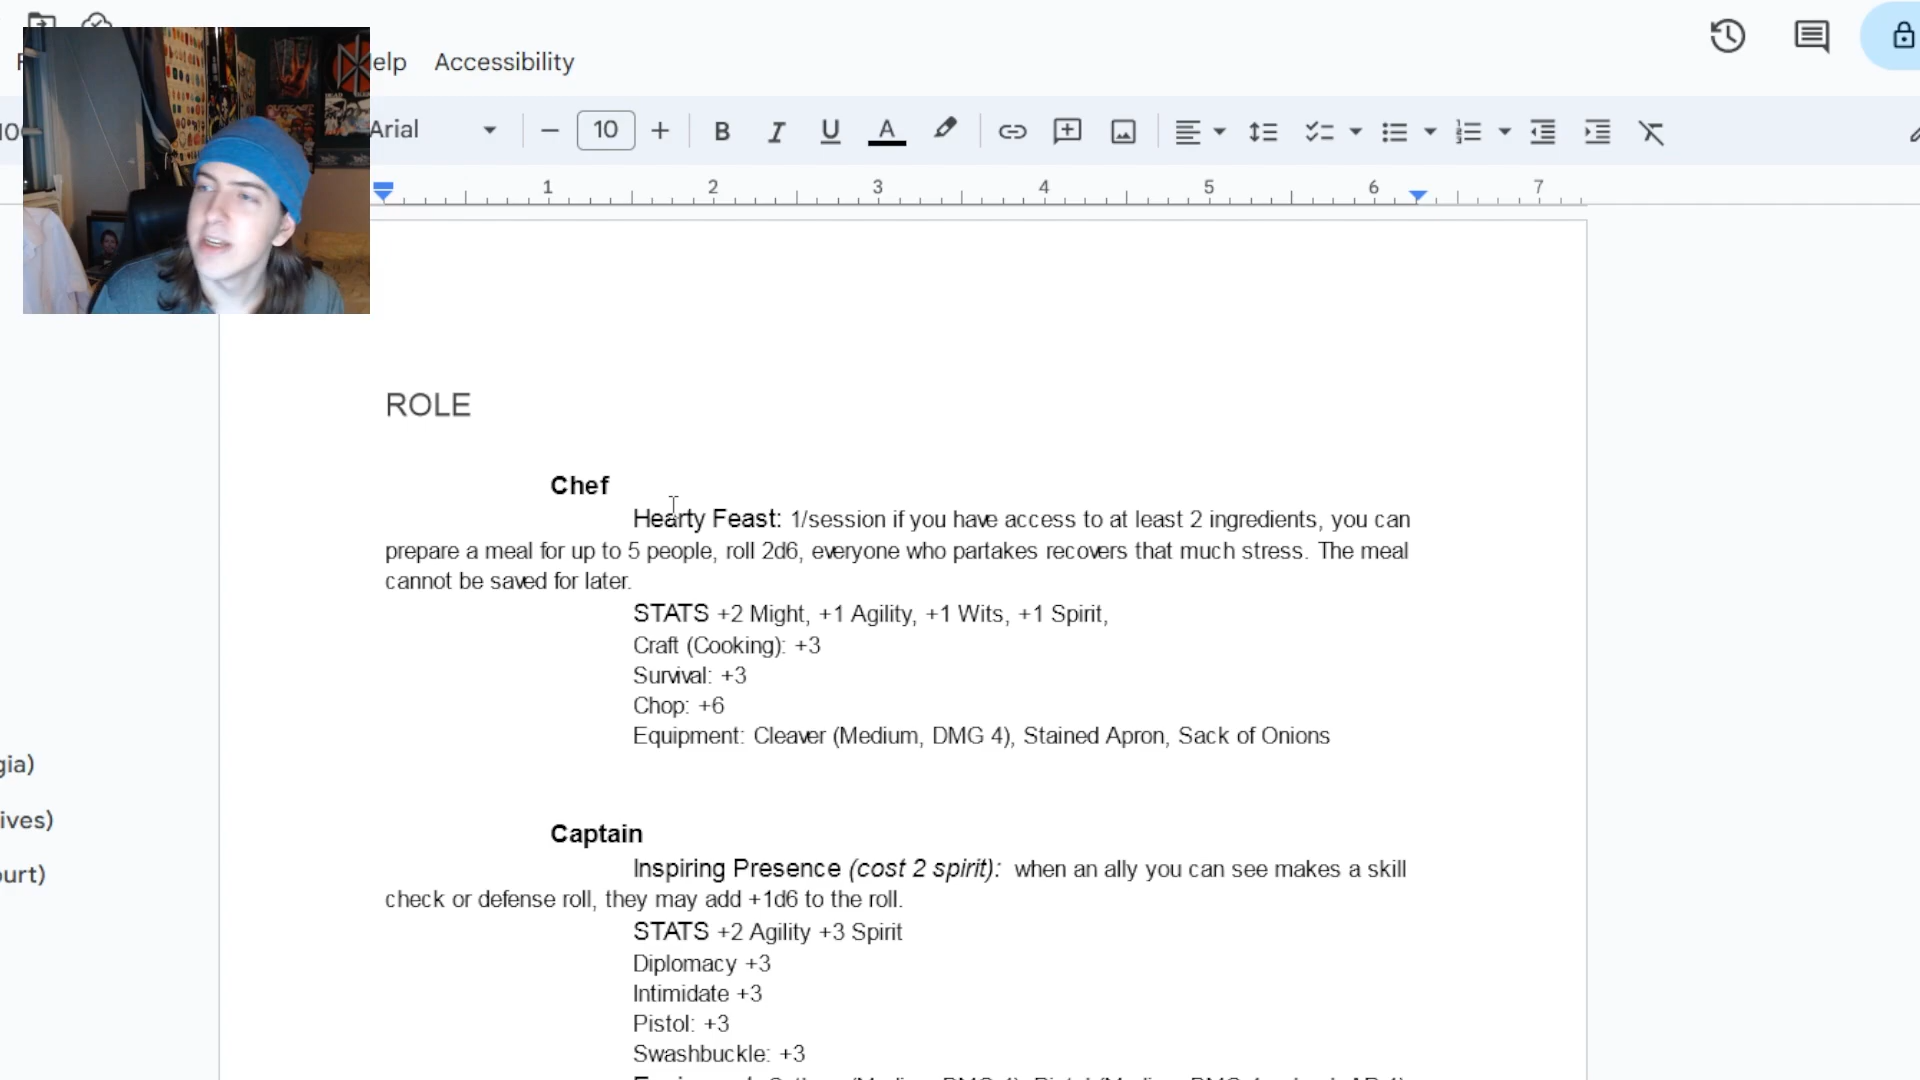 elp Accessibility
Arial 10
1 2 3 4 5 6 7
ROLE
Chef
Hearty Feast: 1/session if you have access to at least 2 ingredients, you can
prepare a meal for up to 5 people, roll 2d6, everyone who partakes recovers that much stress. The meal
cannot be saved for later.
STATS +2 Might, +1 Agility, +1 Wits, +1 Spirit,
Craft (Cooking): +3
Survival: +3
Chop: +6
Equipment: Cleaver (Medium, DMG 4), Stained Apron, Sack of Onions
gia)
ives)
Captain
Inspiring Presence (cost 2 spirit): when an ally you can see makes a skill
ourt)
check or defense roll, they may add +1d6 to the roll.
STATS +2 Agility +3 Spirit
Diplomacy +3
Intimidate +3
Pistol: +3
Swashbuckle: +3